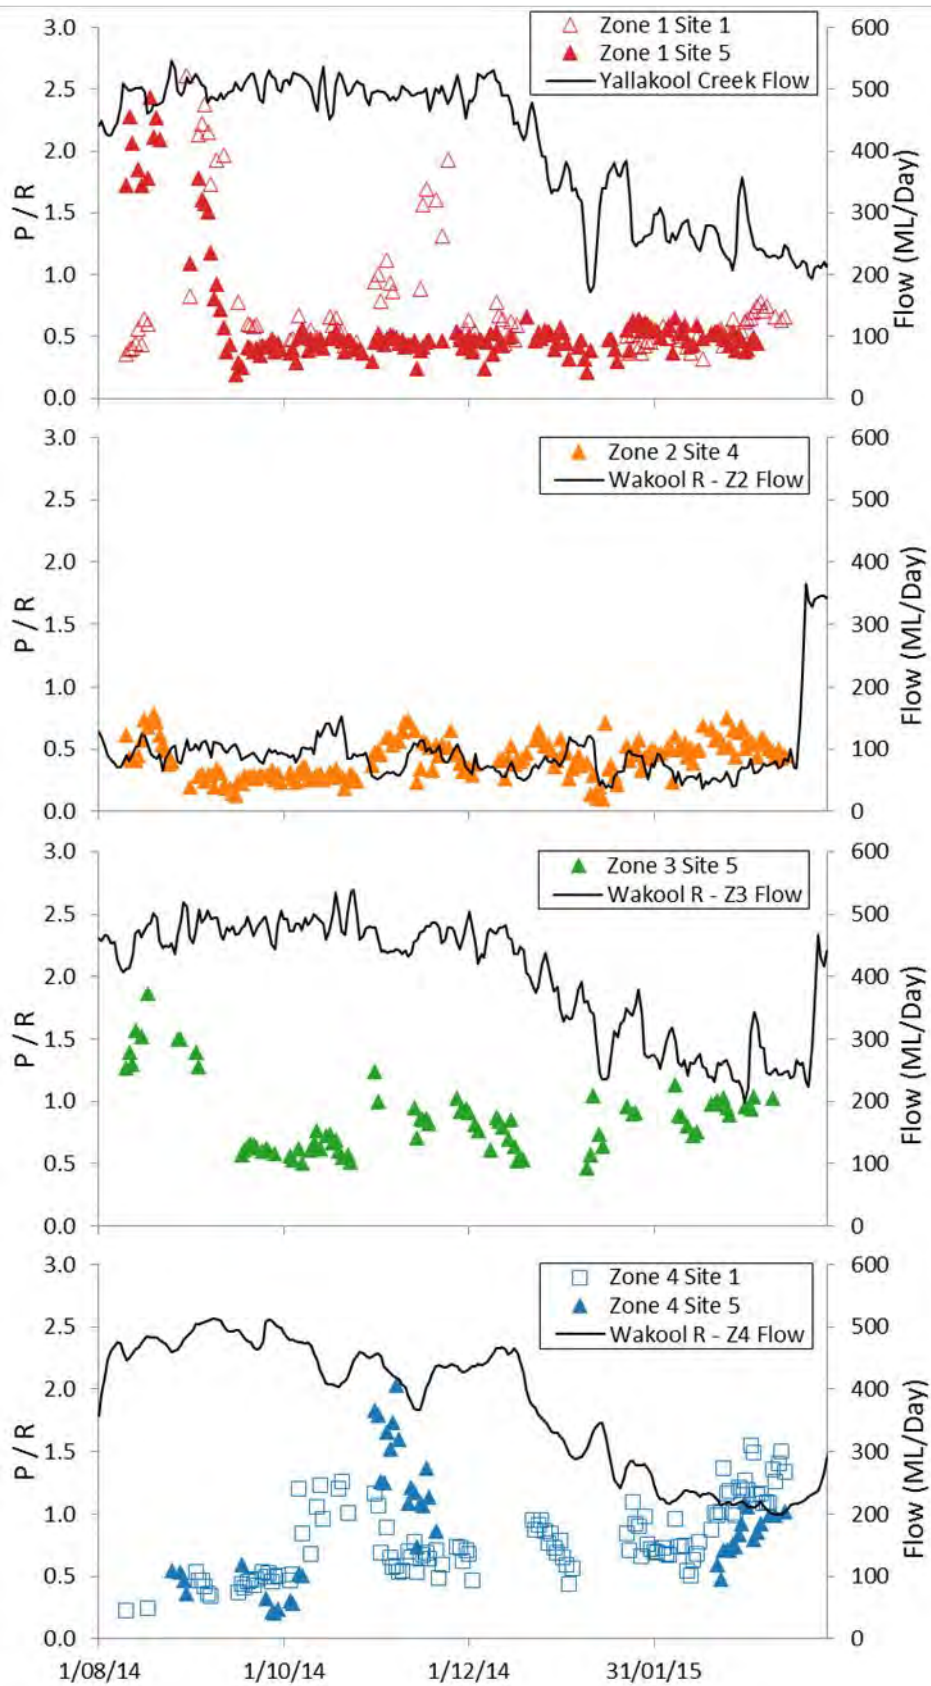 3.0
2.5
2.0
1.5
1.0
0.5
0.0
P / R
Zone 1 Site 1
Zone 1 Site 5
Yallakool Creek Flow
600
500
400
300
200
100
0
Flow (ML/Day)
3.0
2.5
2.0
1.5
1.0
0.5
0.0
P / R
Zone 2 Site 4
Wakool R - Z2 Flow
600
500
400
300
200
100
0
Flow (ML/Day)
3.0
2.5
2.0
1.5
1.0
0.5
0.0
P / R
Zone 3 Site 5
Wakool R - Z3 Flow
600
500
400
300
200
100
0
Flow (ML/Day)
3.0
2.5
2.0
1.5
1.0
0.5
0.0
P / R
Zone 4 Site 1
Zone 4 Site 5
Wakool R - Z4 Flow
600
500
400
300
200
100
0
Flow (ML/Day)
1/08/14 1/10/14 1/12/14 31/01/15